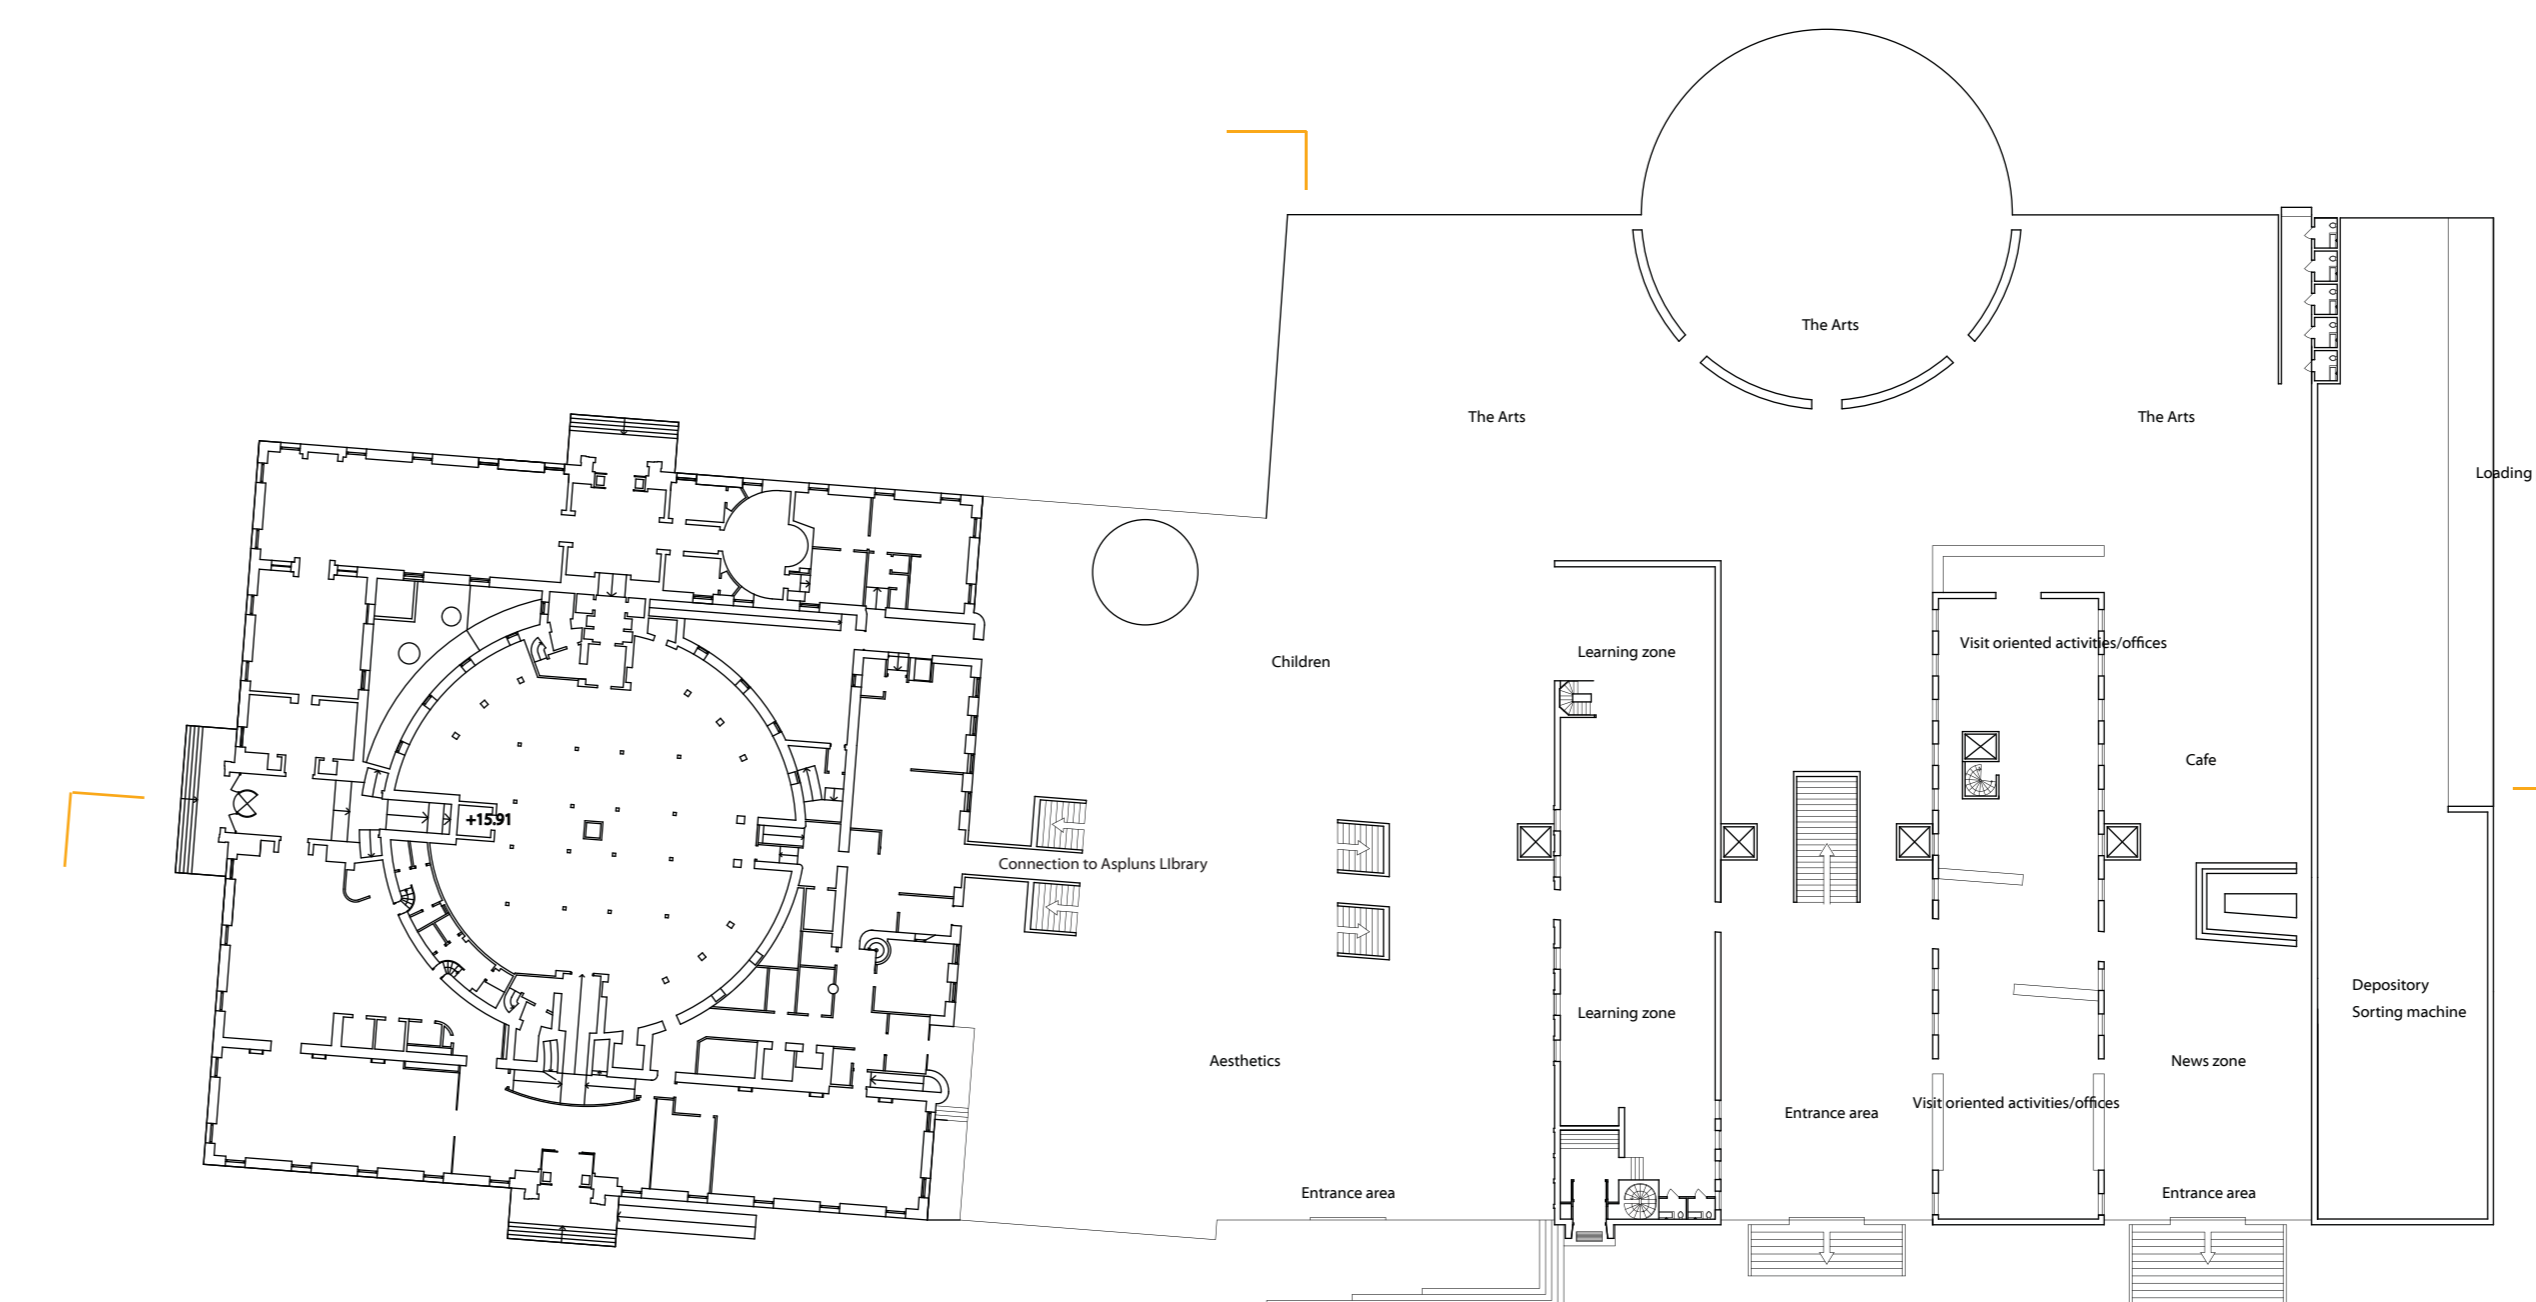 The Arts
The Arts
The Arts
Loading
Children
Learning zone
Visit oriented activities/offices
Cafe
+15.91
Connection to Aspluns LIbrary
Depository
Sorting machine
Learning zone
Aesthetics
News zone
Entrance area
Visit oriented activities/offices
Entrance area
Entrance area